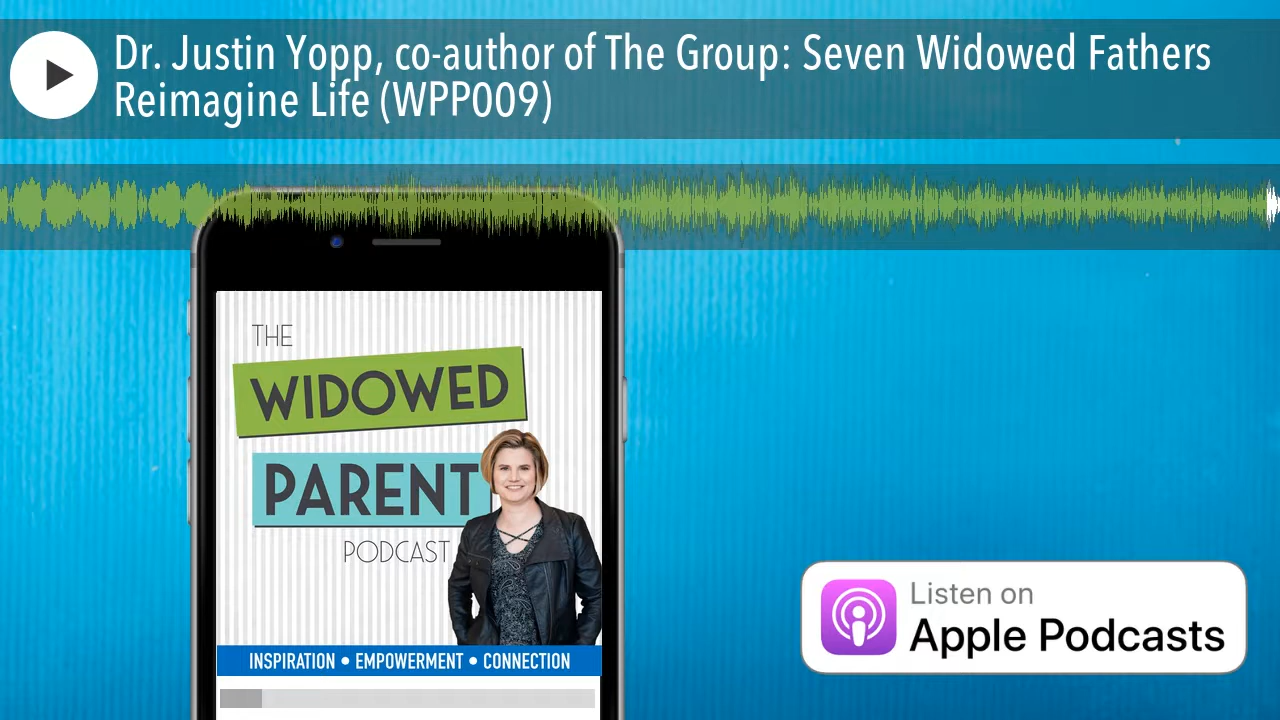 Dr. Justin Yopp, co-author of The Group: Seven Widowed Fathers
Reimagine Life (WPP009)
THE
WIDOWED
PARENT
PODCAST
INSPIRATION • EMPOWERMENT • CONNECTION
Listen on
Apple Podcasts